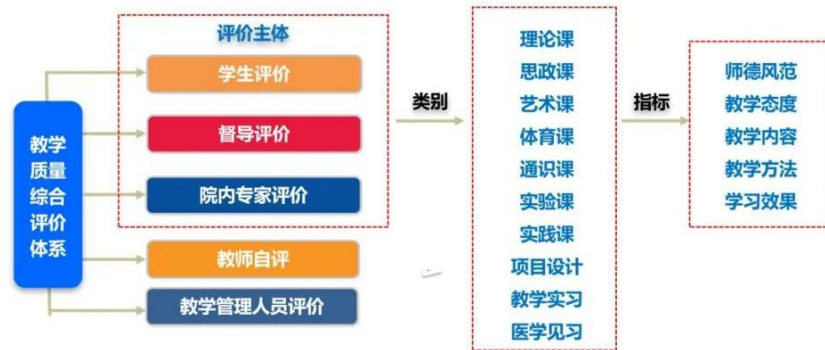 教学
质量
综合
评价
体系
评价主体
学生评价
督导评价
院内专家评价
教师自评
教学管理人员评价
类别
理论课
思政课
艺术课
体育课
通识课
实验课
实践课
项目设计
教学实习
医学见习
指标
师德风范
教学态度
教学内容
教学方法
学习效果